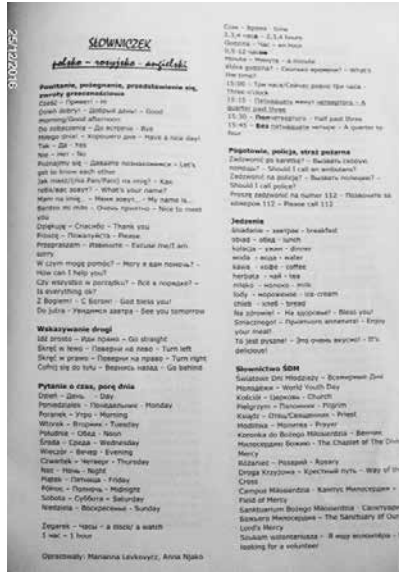 25/12/2016
SŁOWNICZEK
polsko – rosyjsko – angielski
Powitanie, pożegnanie, przedstawienie się,
zwroty grzecznościowe
Cześć – Привет! – Hi
Dzień dobry! – Добрый день! – Good
morning/Good afternoon
Do zobaczenia – До встречи – Bye
Miłego dnia! – Хорошего дня – Have a nice day!
Tak – Да – Yes
Nie – Нет – No
Poznajmy się – Давайте познакомимся – Let's
get to know each other
Jak masz/(ma Pan/Pani) na imię? – Как
тебя/вас зовут? – What's your name?
Mam na imię... – Меня зовут... – My name is...
Bardzo mi miło – Очень приятно – Nice to meet
you
Dziękuję – Спасибо – Thank you
Proszę – Пожалуйста – Please
Przepraszam – Извините – Excuse me/I am
sorry
W czym mogę pomóc? – Могу я вам помочь? –
How can I help you?
Czy wszystko w porządku? – Всё в порядке? –
Is everything ok?
Z Bogiem! – С Богом! – God bless you!
Do jutra – Увидимся завтра – See you tomorrow
Wskazywanie drogi
Idź prosto – Иди прямо – Go straight
Skręć w lewo – Поверни на лево – Turn left
Skręć w prawo – Поверни на право – Turn right
Cofnij się do tyłu – Вернись назад – Go behind
Pytania o czas, porę dnia
Dzień – День – Day
Poniedziałek – Понедельник – Monday
Poranek – Утро – Morning
Wtorek – Вторник – Tuesday
Południe – Обед – Noon
Środa – Среда – Wednesday
Wieczór – Вечер – Evening
Czwartek – Четверг – Thursday
Noc – Ночь – Night
Piątek – Пятница – Friday
Północ – Полночь – Midnight
Sobota – Суббота – Saturday
Niedziela – Воскресенье – Sunday
Zegarek – Часы – a clock/ a watch
1 час – 1 hour
Opracowały: Marianna Levkovyrz, Anna Njako
Czas – Время – time
2,3,4 часа – 2,3,4 hours
Godzina – Час – an hour
5-12 часов
Minuta – Минута – a minute
Która godzina? – Сколько времени? – What's
the time?
15:00 – Три часа/Сейчас ровно три часа –
Three o'clock
15:15 – Пятнадцать минут четвертого – A
quarter past three
15:30 – Пол четвертого – Half past three
15:45 – Без пятнадцати четыре – A quarter to
four
Pogotowie, policja, straż pożarna
Zadzwonić po karetkę? – Вызвать скорую
помощь? – Should I call an ambulans?
Zadzwonić po policję? – Вызвать полицию? –
Should I call police?
Proszę zadzwonić na numer 112 – Позвоните за
номером 112 – Please call 112
Jedzenie
śniadanie – завтрак – breakfast
obiad – обед – lunch
kolacja – ужин – dinner
woda – вода – water
kawa – кофе – coffee
herbata – чай – tea
mleko – молоко – milk
lody – мороженое – ice-cream
chleb – хлеб – bread
Na zdrowie! – На здоровье! – Bless you!
Smacznego! – Приятного аппетита! – Enjoy
your meal!
To jest pyszne! – Это очень вкусно! – It's
delicious!
Słownictwo ŚDM
Światowe Dni Młodzieży – Всемирные Дни
Молодёжи – World Youth Day
Kościół – Церковь – Church
Pielgrzym – Паломник – Pilgrim
Ksiądz – Отец/Священник – Priest
Modlitwa – Молитва – Prayer
Koronka do Bożego Miłosierdzia – Венчик
Милосердию Божию – The Chaplet of The Divine
Mercy
Różaniec – Розарий – Rosary
Droga Krzyżowa – Крестный путь – Way of the
Cross
Campus Misericordiae – Кампус Милосердия –
Field of Mercy
Sanktuarium Bożego Miłosierdzia – Санктуарий
Божьего Милосердия – The Sanctuary of Our
Lord's Mercy
Szukam wolontariusza – Я ищу волонтёра –
looking for a volunteer